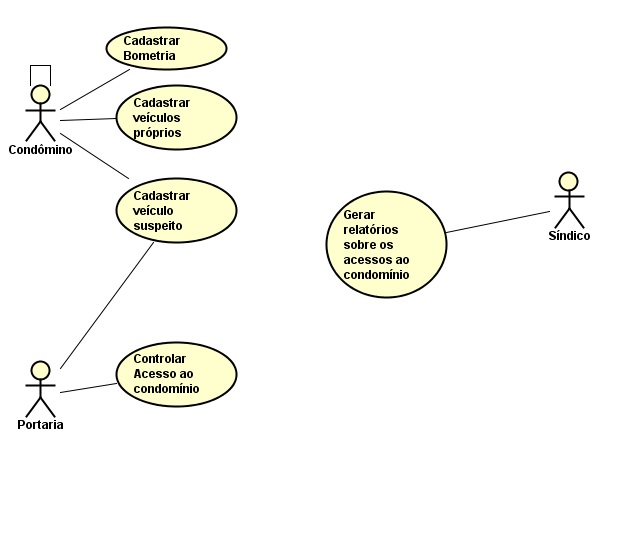 Cadastrar
Bometria
Cadastrar
veículos
próprios
Condômino
Cadastrar
veículo
suspeito
Gerar
relatórios
sobre os
acessos ao
condomínio
Síndico
Controlar
Acesso ao
condomínio
Portaria